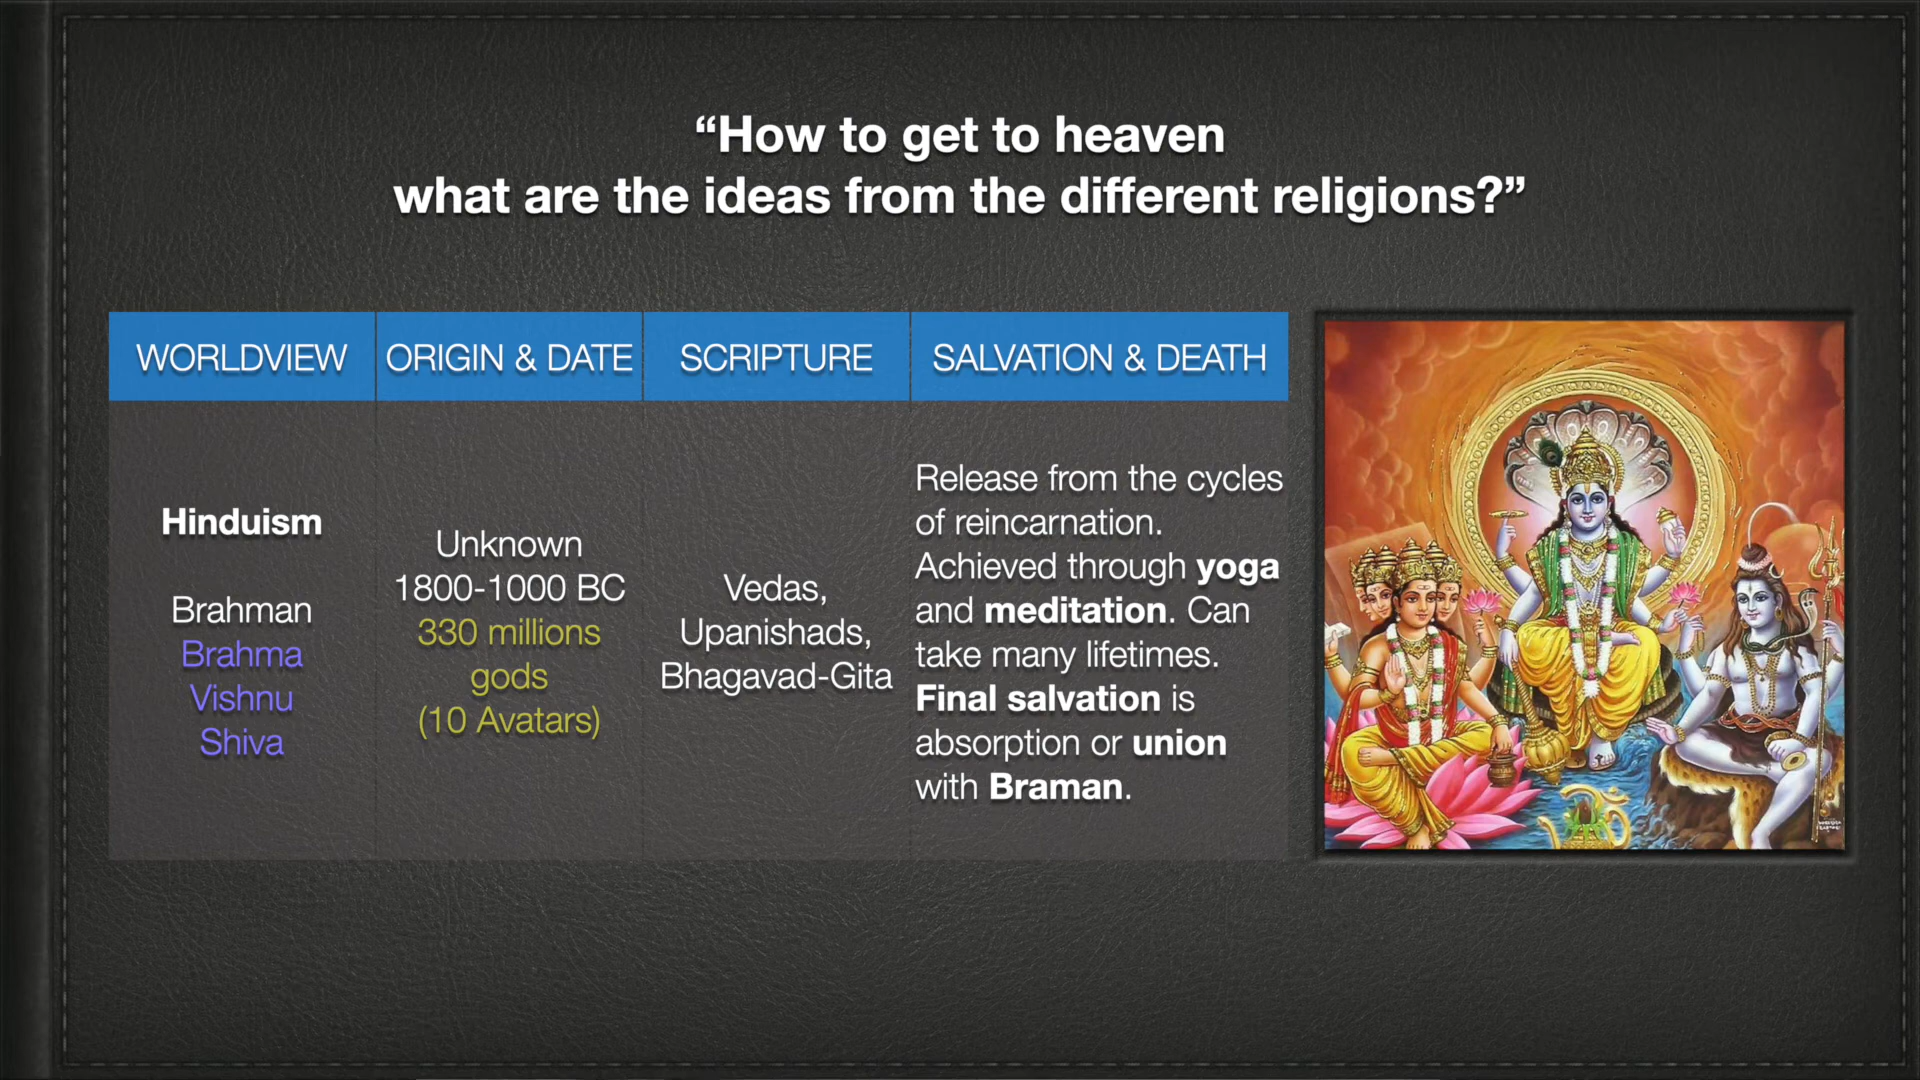 “How to get to heaven
what are the ideas from the different religions?”
WORLDVIEW
ORIGIN & DATE
SCRIPTURE
SALVATION & DEATH
Hinduism
Brahman
Brahma
Vishnu
Shiva
Unknown
1800-1000 BC
330 millions
gods
(10 Avatars)
Vedas,
Upanishads,
Bhagavad-Gita
Release from the cycles
of reincarnation.
Achieved through yoga
and meditation. Can
take many lifetimes.
Final salvation is
absorption or union
with Braman.